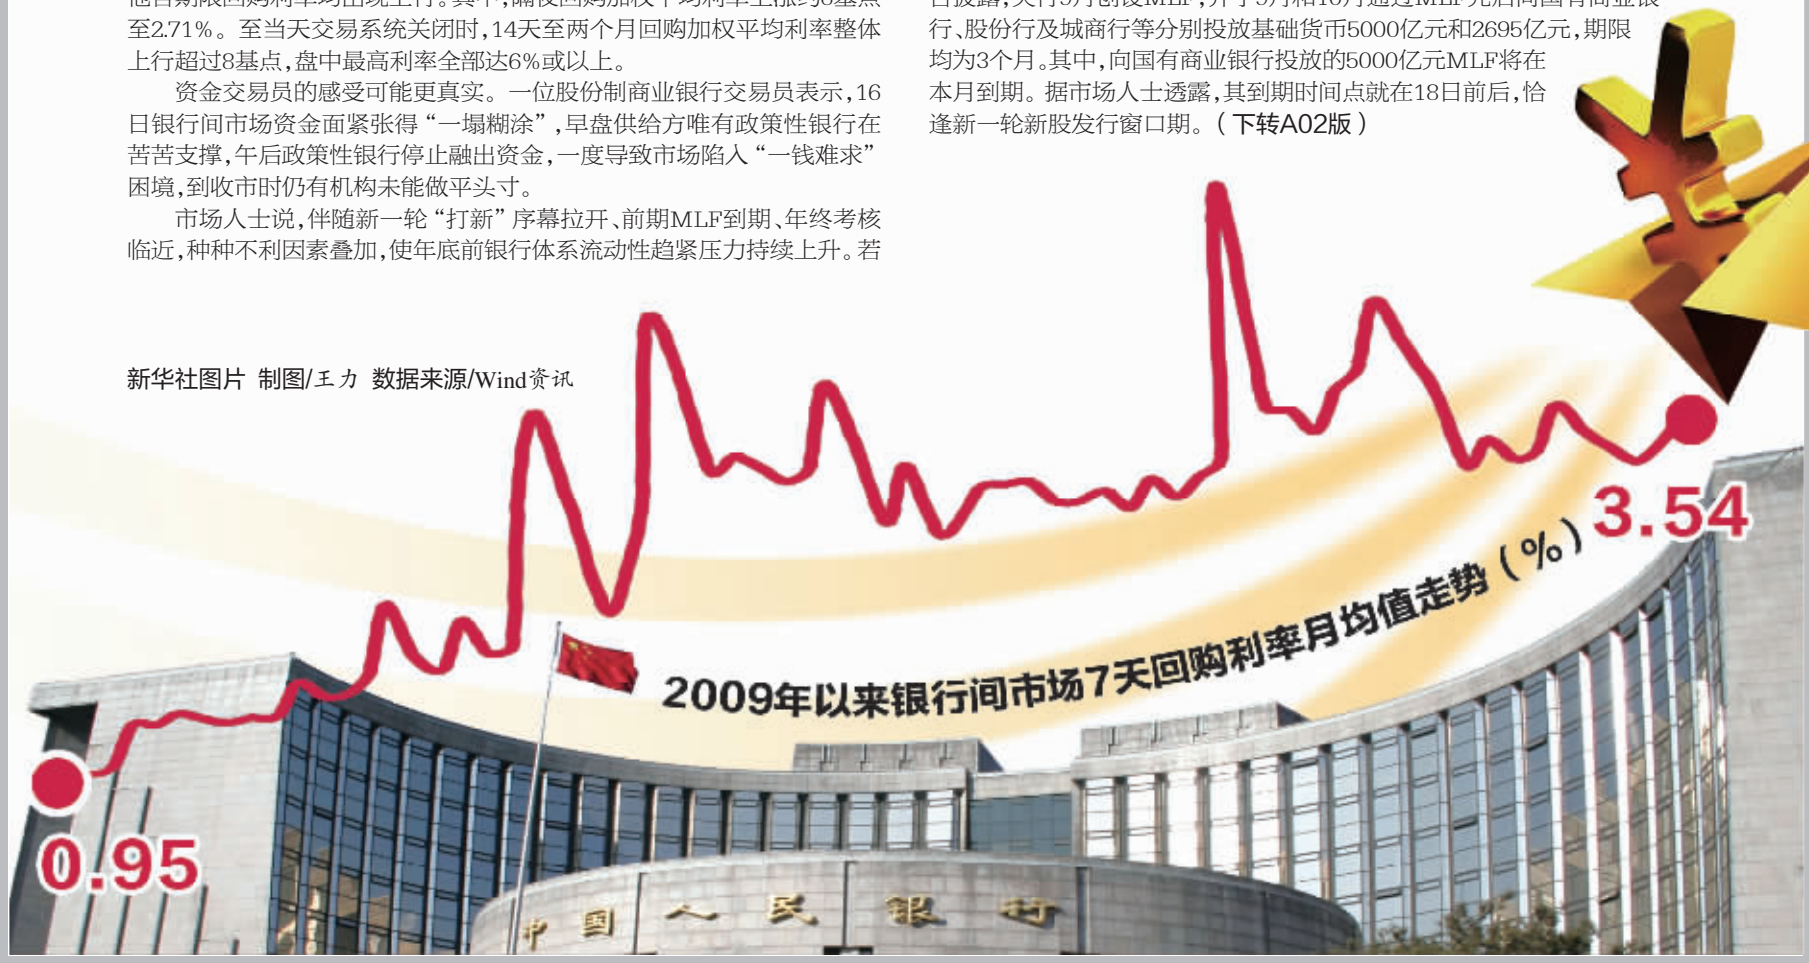 至2.71%。至当天交易系统关闭时,14天至两个月回购加权平均利率整体
上行超过8基点,盘中最高利率全部达6%或以上。
资金交易员的感受可能更真实。一位股份制商业银行交易员表示,16
日银行间市场资金面紧张得“一塌糊涂”,早盘供给方唯有政策性银行在
苦苦支撑,午后政策性银行停止融出资金,一度导致市场陷入“一钱难求”
困境,到收市时仍有机构未能做平头寸。
市场人士说,伴随新一轮“打新”序幕拉开、前期MLF到期、年终考核
临近,种种不利因素叠加,使年底前银行体系流动性趋紧压力持续上升。若
行、股份行及城商行等分别投放基础货币5000亿元和2695亿元,期限
均为3个月。其中,向国有商业银行投放的5000亿元MLF将在
本月到期。据市场人士透露,其到期时间点就在18日前后,恰
逢新一轮新股发行窗口期。(下转A02版)
新华社图片 制图/王力 数据来源/Wind资讯
3.54
2009年以来银行间市场7天回购利率月均值走势(%)
0.95
中国人民银行